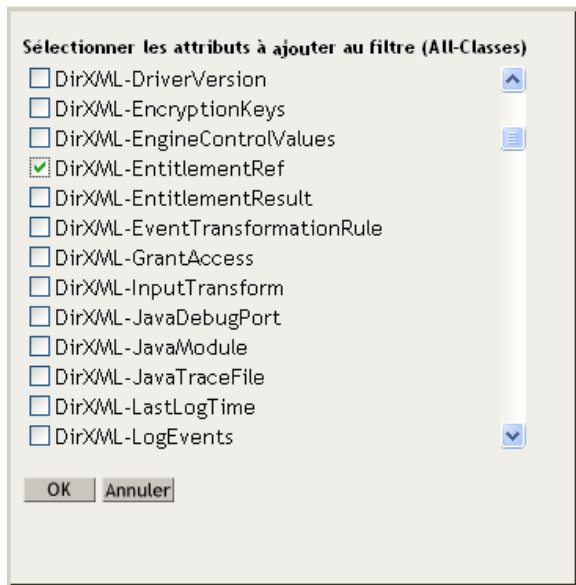 Sélectionner les attributs à ajouter au filtre (All-Classes)
DirXML-DriverVersion
DirXML-EncryptionKeys
DirXML-EngineControlValues
DirXML-EntitlementRef
DirXML-EntitlementResult
DirXML-EventTransformationRule
DirXML-GrantAccess
DirXML-InputTransform
DirXML-JavaDebugPort
DirXML-JavaModule
DirXML-JavaTraceFile
DirXML-LastLogTime
DirXML-LogEvents
OK Annuler